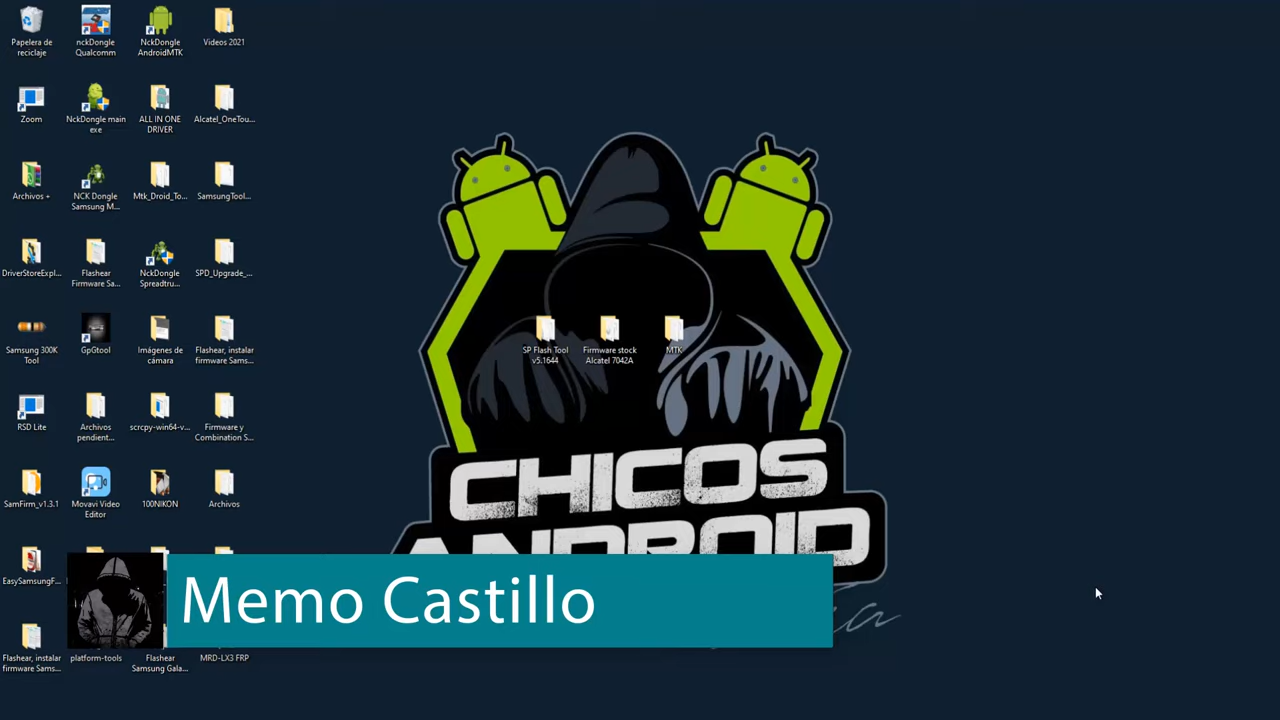 Papelera de
reciclaje
nckDongle
Qualcomm
NckDongle
AndroidMTK
Videos 2021
Zoom
NckDongle main
exe
ALL IN ONE
DRIVER
Alcatel_OneTou...
Archivos +
NCK Dongle
Samsung M...
Mtk_Droid_To...
SamsungTool...
DriverStoreExpl...
Flashear
Firmware Sa...
NckDongle
Spreadtru...
SPD_Upgrade_...
Samsung 300K
Tool
GpGtool
Imágenes de
cámara
Flashear, instalar
firmware Sams...
SP Flash Tool
v5.1644
Firmware stock
Alcatel 7042A
MTK
RSD Lite
Archivos
pendient...
scrcpy-win64-v...
Firmware y
Combination S...
SamFirm_v1.3.1
Movavi Video
Editor
100NIKON
Archivos
CHICOS
ANDROID
EasySamsungF...
Memo Castillo
Flashear, instalar
firmware Sams...
platform-tools
Flashear
Samsung Gala...
MRD-LX3 FRP